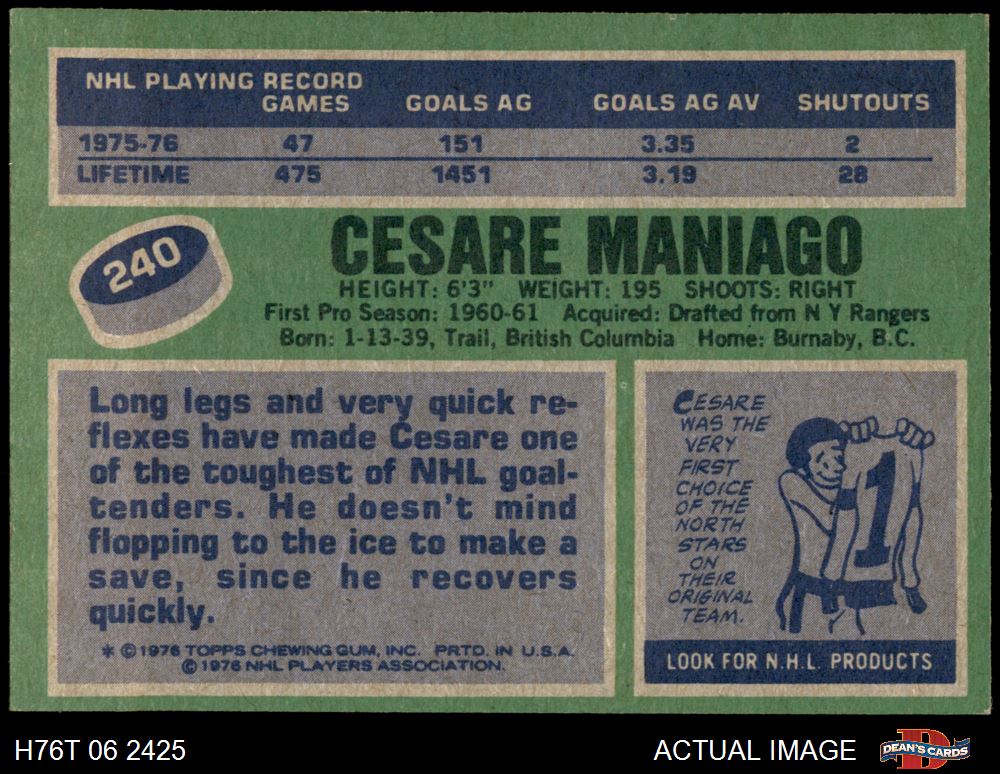 NHL PLAYING RECORD
GAMES GOALS AG GOALS AG AV SHUTOUTS
1975-76 47 151 3.35 2
LIFETIME 475 1451 3.19 28
240
CESARE MANIAGO
HEIGHT: 6'3" WEIGHT: 195 SHOOTS: RIGHT
First Pro Season: 1960-61 Acquired: Drafted from N Y Rangers
Born: 1-13-39, Trail, British Columbia Home: Burnaby, B.C.
Long legs and very quick re-
flexes have made Cesare one
of the toughest of NHL goal-
tenders. He doesn't mind
flopping to the ice to make a
save, since he recovers
quickly.
* ©1976 TOPPS CHEWING GUM, INC. PRTD. IN U.S.A.
© 1976 NHL PLAYERS ASSOCIATION.
CESARE
WAS THE
VERY
FIRST
CHOICE
OF THE
NORTH
STARS
ON
THEIR
ORIGINAL
TEAM.
1
LOOK FOR N.H.L. PRODUCTS
H76T 06 2425
ACTUAL IMAGE
DEAN'S CARDS